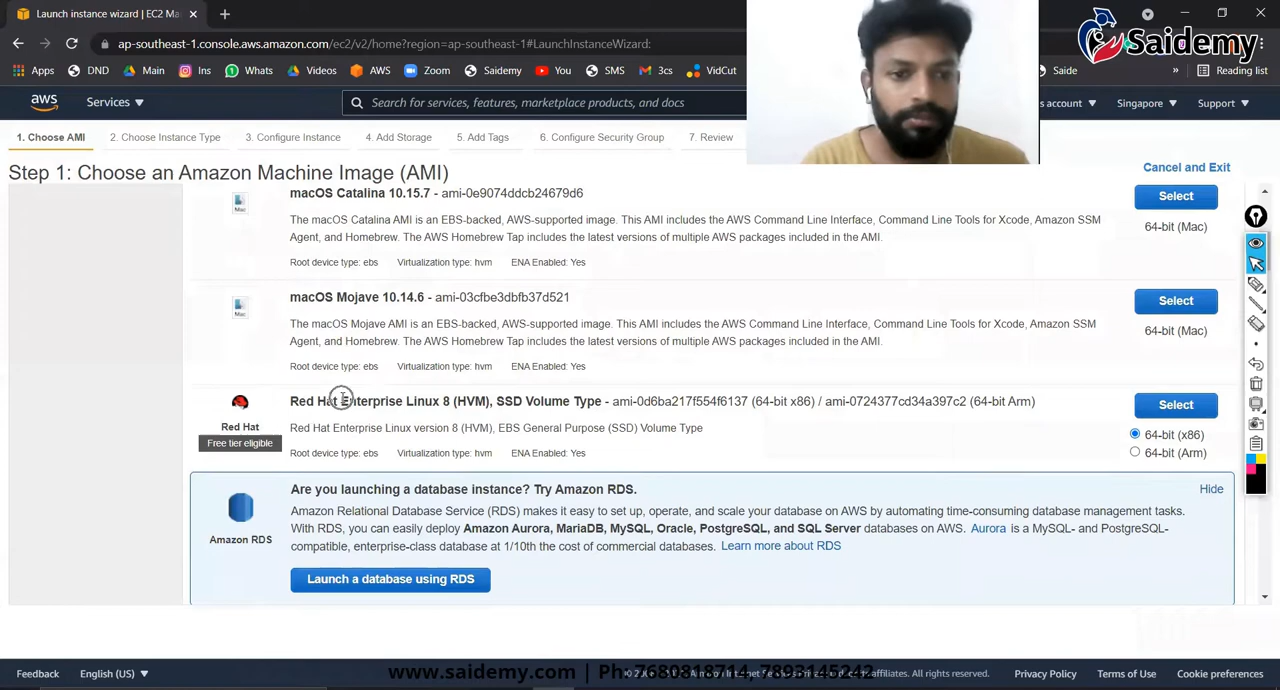 Launch instance wizard | EC2 Ma
ap-southeast-1.console.aws.amazon.com/ec2/v2/home?region=ap-southeast-1#LaunchInstanceWizard:
Saidemy
Apps DND Main Ins Whats Videos AWS Zoom Saidemy You SMS 3cs VidCut Saide » Reading list
aws Services Search for services, features, marketplace products, and docs s account Singapore Support
1. Choose AMI 2. Choose Instance Type 3. Configure Instance 4. Add Storage 5. Add Tags 6. Configure Security Group 7. Review
Step 1: Choose an Amazon Machine Image (AMI) Cancel and Exit
macOS Catalina 10.15.7 - ami-0e9074ddcb24679d6
Mac
Select
The macOS Catalina AMI is an EBS-backed, AWS-supported image. This AMI includes the AWS Command Line Interface, Command Line Tools for Xcode, Amazon SSM
Agent, and Homebrew. The AWS Homebrew Tap includes the latest versions of multiple AWS packages included in the AMI.
64-bit (Mac)
Root device type: ebs Virtualization type: hvm ENA Enabled: Yes
macOS Mojave 10.14.6 - ami-03cfbe3dbfb37d521
Mac
Select
The macOS Mojave AMI is an EBS-backed, AWS-supported image. This AMI includes the AWS Command Line Interface, Command Line Tools for Xcode, Amazon SSM
Agent, and Homebrew. The AWS Homebrew Tap includes the latest versions of multiple AWS packages included in the AMI.
64-bit (Mac)
Root device type: ebs Virtualization type: hvm ENA Enabled: Yes
Red Hat Enterprise Linux 8 (HVM), SSD Volume Type - ami-0d6ba217f554f6137 (64-bit x86) / ami-0724377cd34a397c2 (64-bit Arm)
Select
Red Hat
Free tier eligible
Red Hat Enterprise Linux version 8 (HVM), EBS General Purpose (SSD) Volume Type
64-bit (x86)
64-bit (Arm)
Root device type: ebs Virtualization type: hvm ENA Enabled: Yes
Are you launching a database instance? Try Amazon RDS. Hide
Amazon RDS
Amazon Relational Database Service (RDS) makes it easy to set up, operate, and scale your database on AWS by automating time-consuming database management tasks.
With RDS, you can easily deploy Amazon Aurora, MariaDB, MySQL, Oracle, PostgreSQL, and SQL Server databases on AWS. Aurora is a MySQL- and PostgreSQL-
compatible, enterprise-class database at 1/10th the cost of commercial databases. Learn more about RDS
Launch a database using RDS
Feedback English (US) affiliates. All rights reserved. Privacy Policy Terms of Use Cookie preferences
www.saidemy.com | Ph: 7680818714, 7893145242